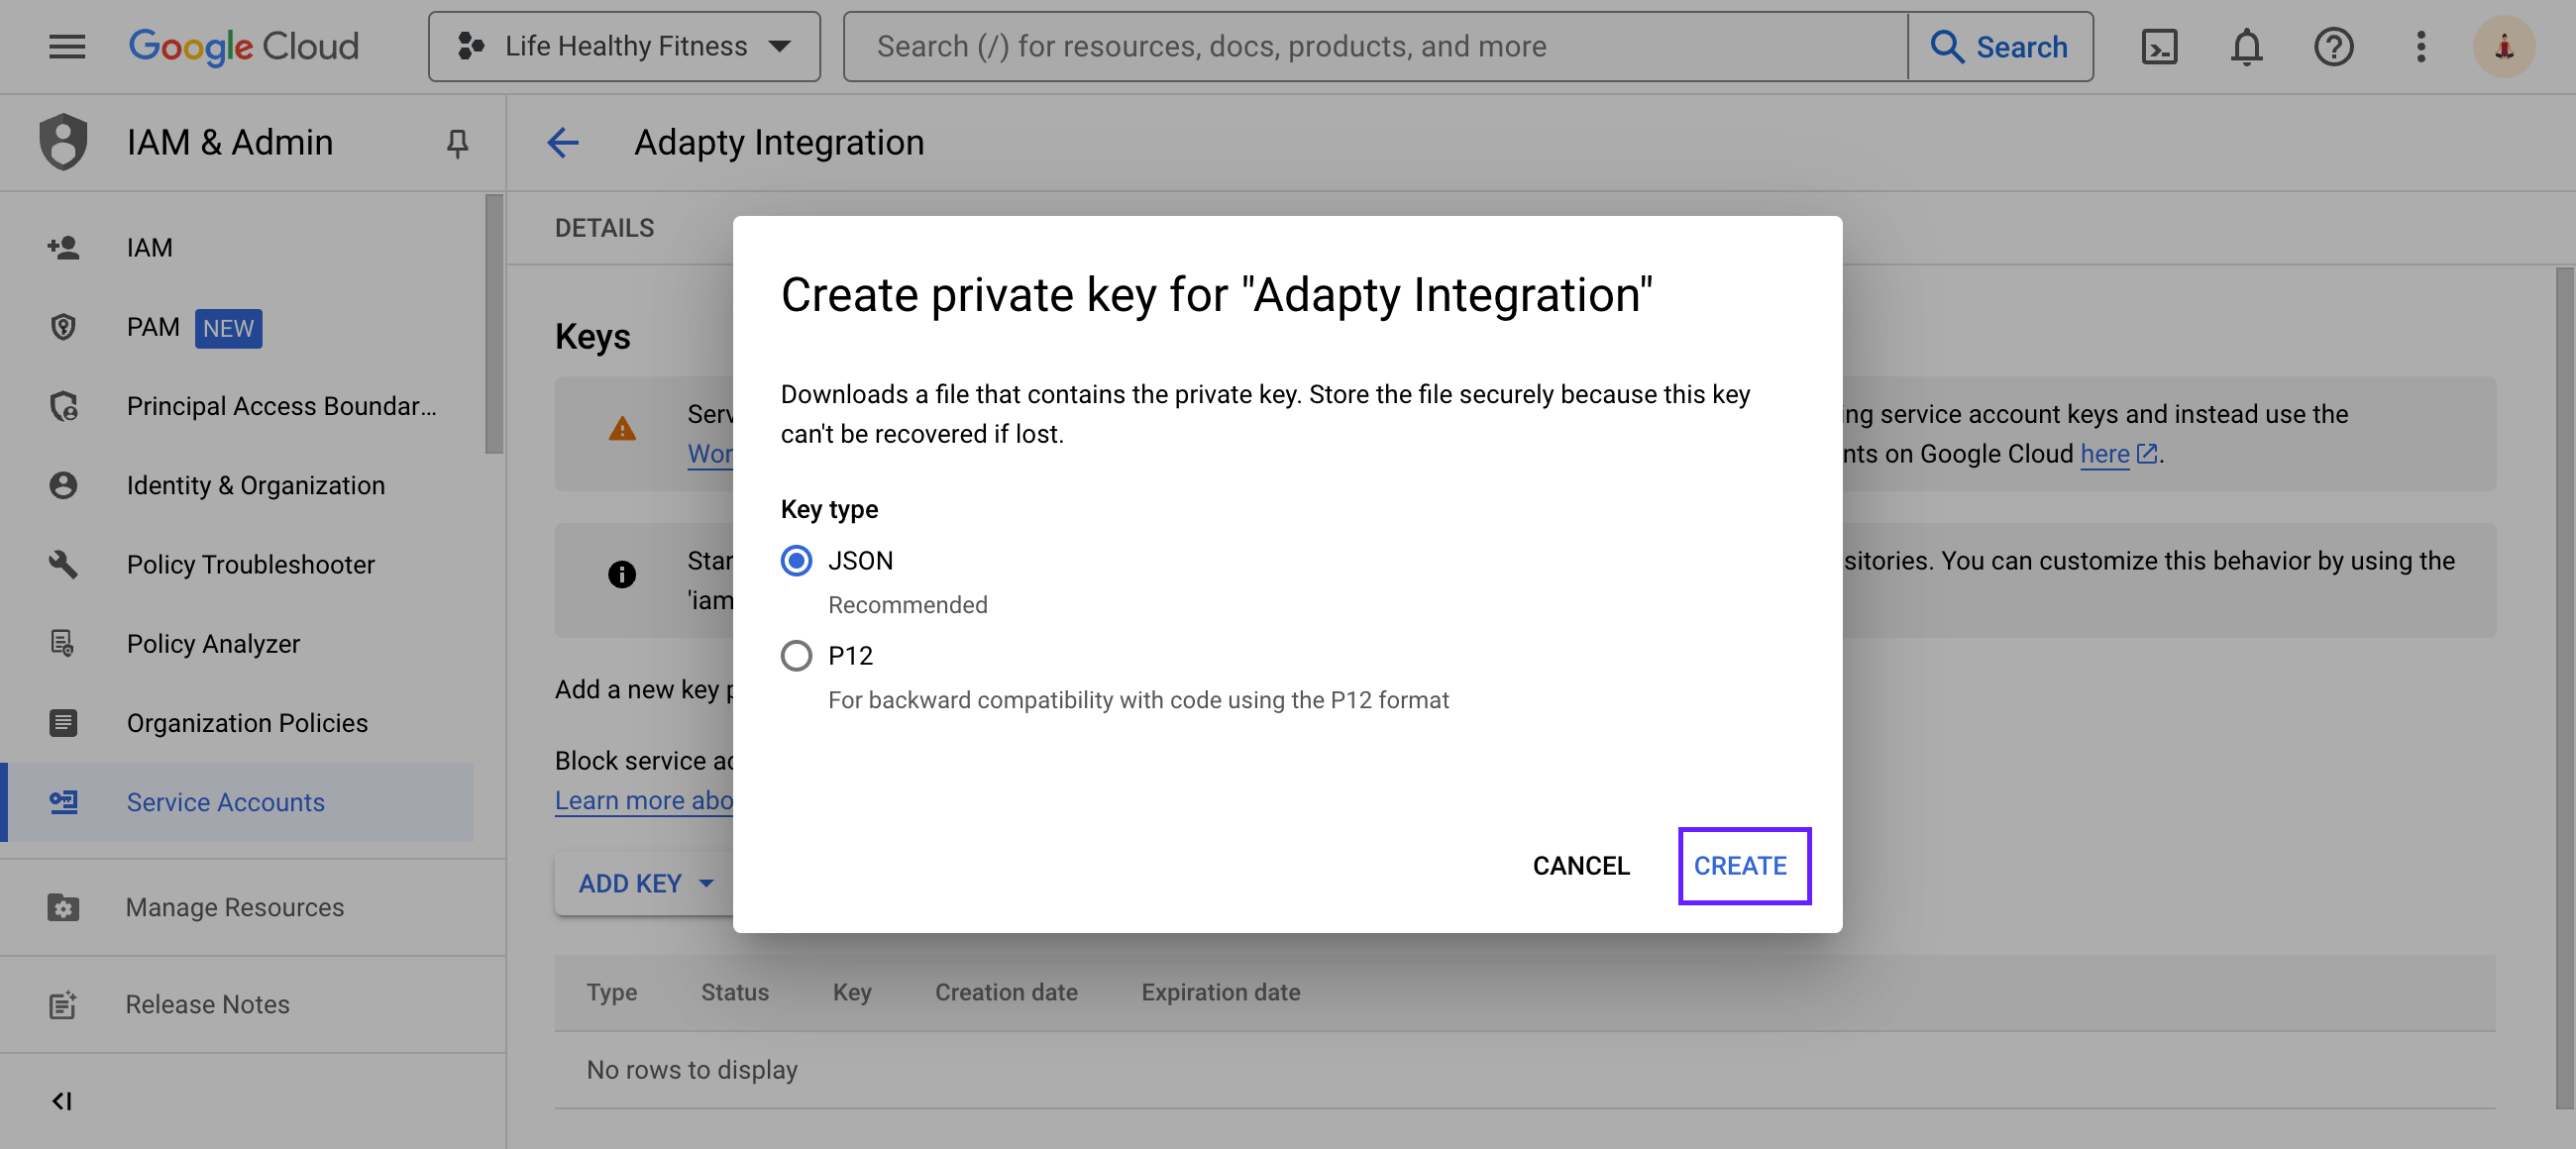 Google Cloud
Life Healthy Fitness
Search (/) for resources, docs, products, and more
Search
IAM & Admin
Adapty Integration
IAM
PAM NEW
Principal Access Boundar...
Identity & Organization
Policy Troubleshooter
Policy Analyzer
Organization Policies
Service Accounts
Manage Resources
Release Notes
DETAILS
Keys
Serv
Wor
ing service account keys and instead use the
nts on Google Cloud here.
Star
'iam
sitories. You can customize this behavior by using the
Add a new key p
Block service ac
Learn more abo
ADD KEY
Create private key for "Adapty Integration"
Downloads a file that contains the private key. Store the file securely because this key
can't be recovered if lost.
Key type
JSON
Recommended
P12
For backward compatibility with code using the P12 format
CANCEL
CREATE
Type Status Key Creation date Expiration date
No rows to display